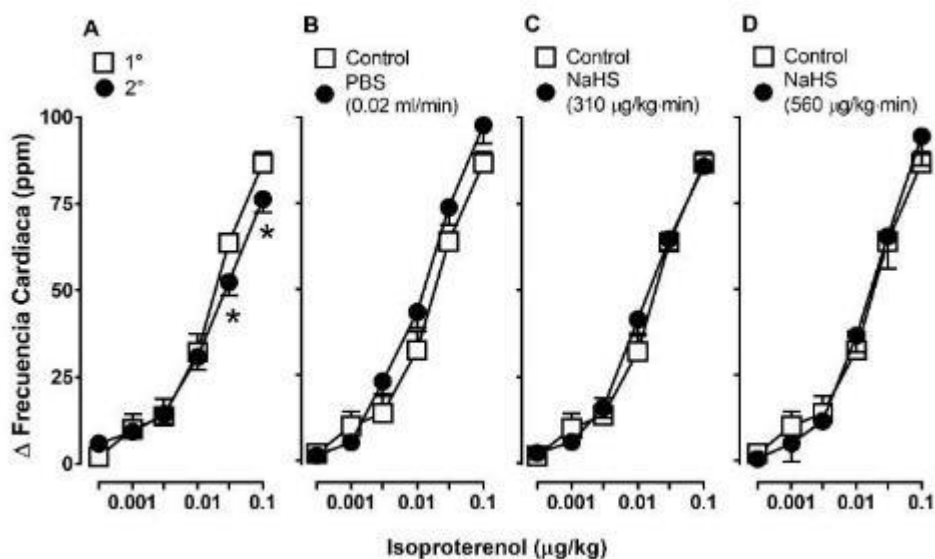 A
1°
2°
B
Control
PBS
(0.02 ml/min)
C
Control
NaHS
(310 µg/kg·min)
D
Control
NaHS
(560 µg/kg·min)
Δ Frecuencia Cardiaca (ppm)
100
75
50
25
0
*
*
0.001 0.01 0.1
0.001 0.01 0.1
0.001 0.01 0.1
0.001 0.01 0.1
Isoproterenol (µg/kg)